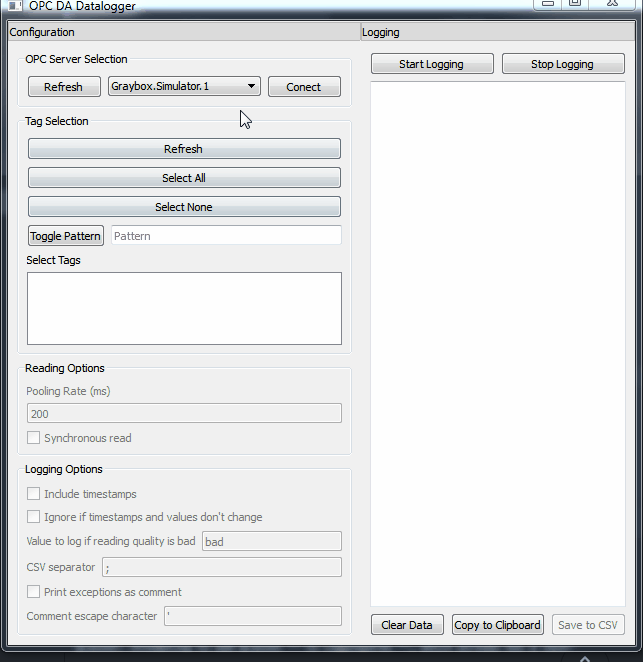 OPC DA Datalogger
Configuration
OPC Server Selection
Refresh Graybox.Simulator.1 Conect
Tag Selection
Refresh
Select All
Select None
Toggle Pattern Pattern
Select Tags
Reading Options
Pooling Rate (ms)
200
Synchronous read
Logging Options
Include timestamps
Ignore if timestamps and values don't change
Value to log if reading quality is bad bad
CSV separator ;
Print exceptions as comment
Comment escape character '
Logging
Start Logging Stop Logging
Clear Data Copy to Clipboard Save to CSV